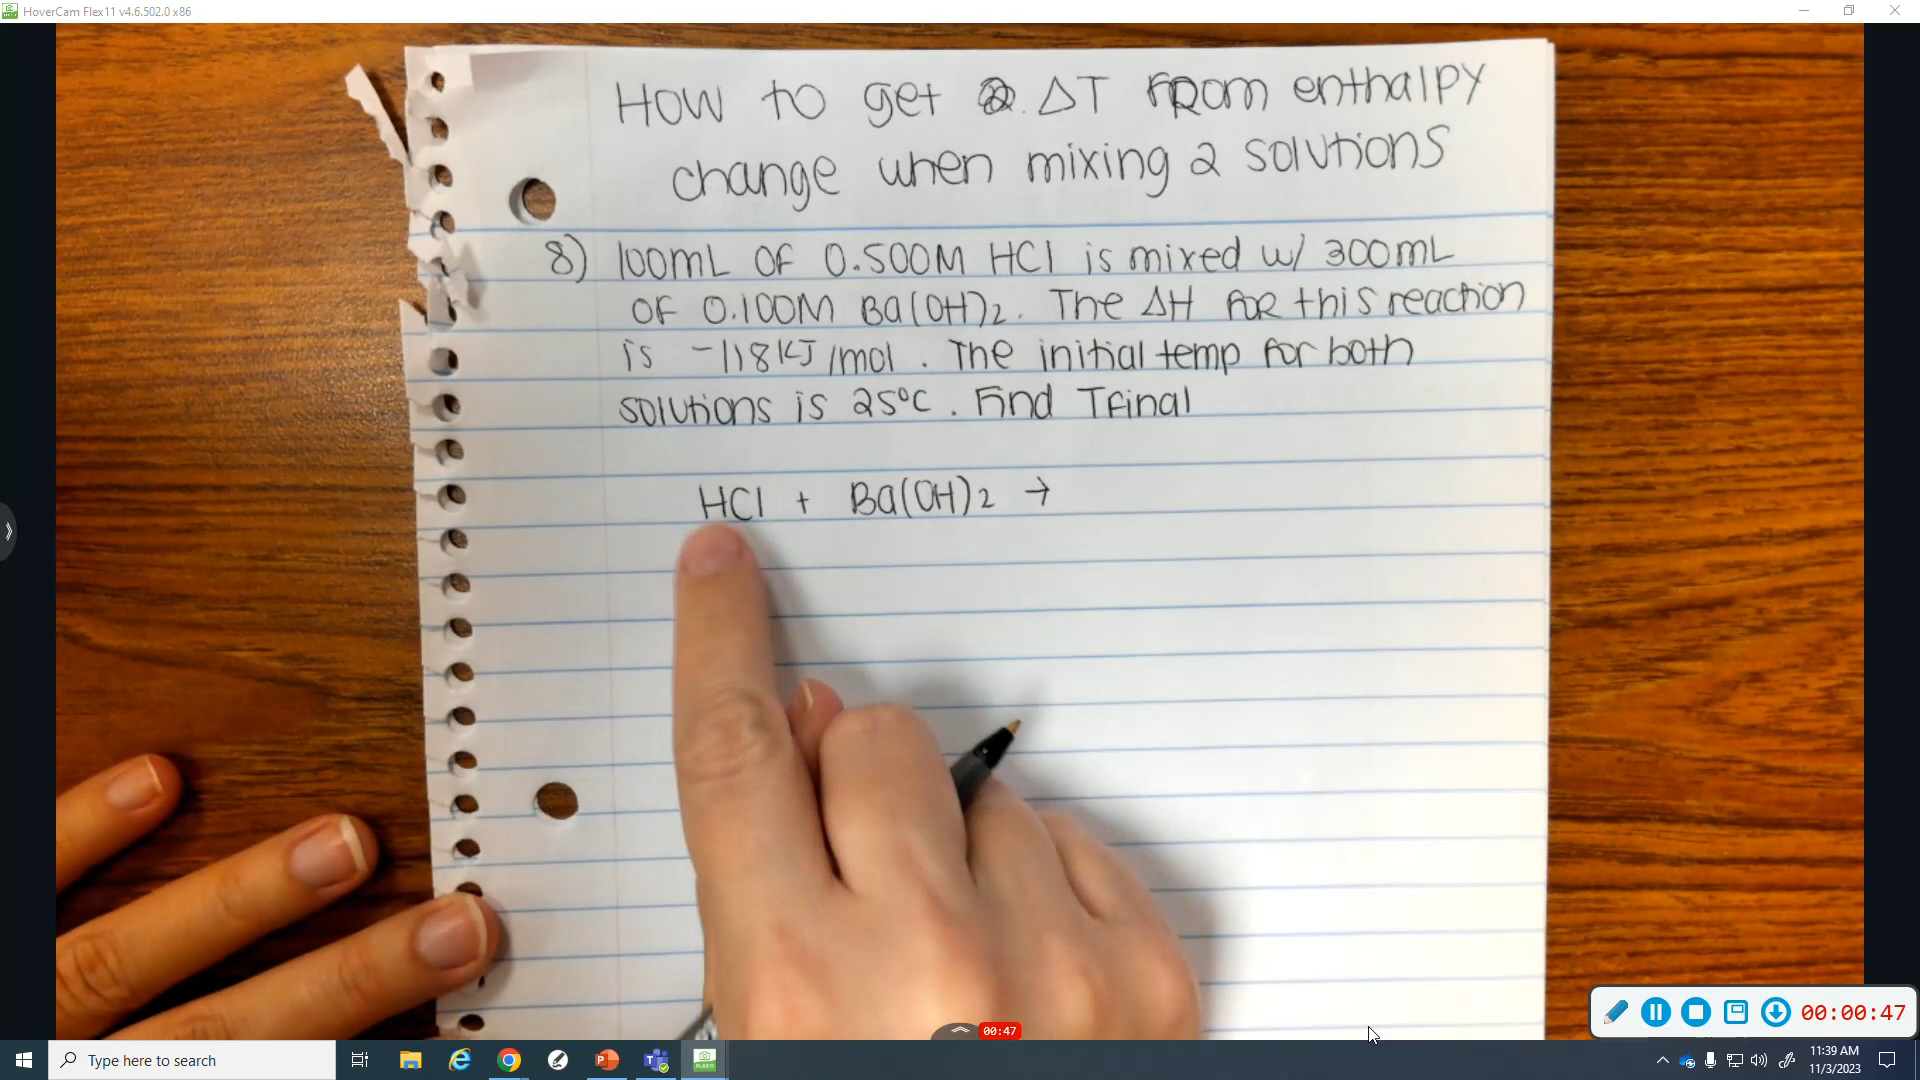 HoverCam Flex11 v4.6.502.0 x86
How to get ΔT from enthalpy
change when mixing 2 solutions
8) 100mL of 0.500M HCl is mixed w/ 300mL
of 0.100M Ba(OH)2. The ΔH for this reaction
is -118kJ/mol. The initial temp for both
solutions is 25°C. Find Tfinal
HCl + Ba(OH)2 →
00:00:47
00:47
Type here to search
11:39 AM
11/3/2023